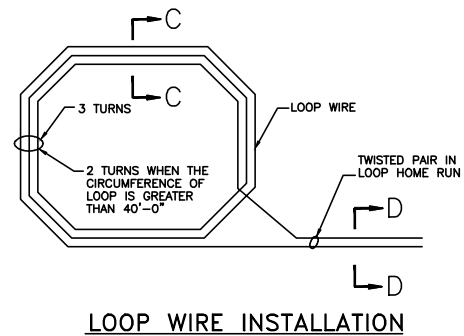 C
C
3 TURNS
LOOP WIRE
2 TURNS WHEN THE
CIRCUMFERENCE OF
LOOP IS GREATER
THAN 40'-0"
TWISTED PAIR IN
LOOP HOME RUN
D
D
LOOP WIRE INSTALLATION